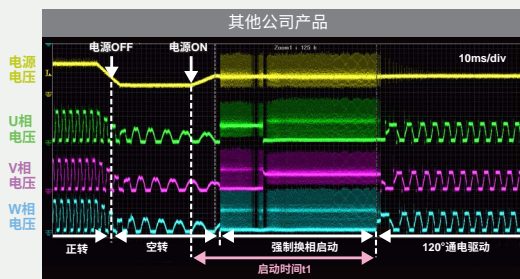 其他公司产品
电源OFF
电源ON
Zoom1 : 125 k
10ms/div
电源
电压
U相
电压
V相
电压
W相
电压
正转
空转
强制换相启动
120°通电驱动
启动时间t1